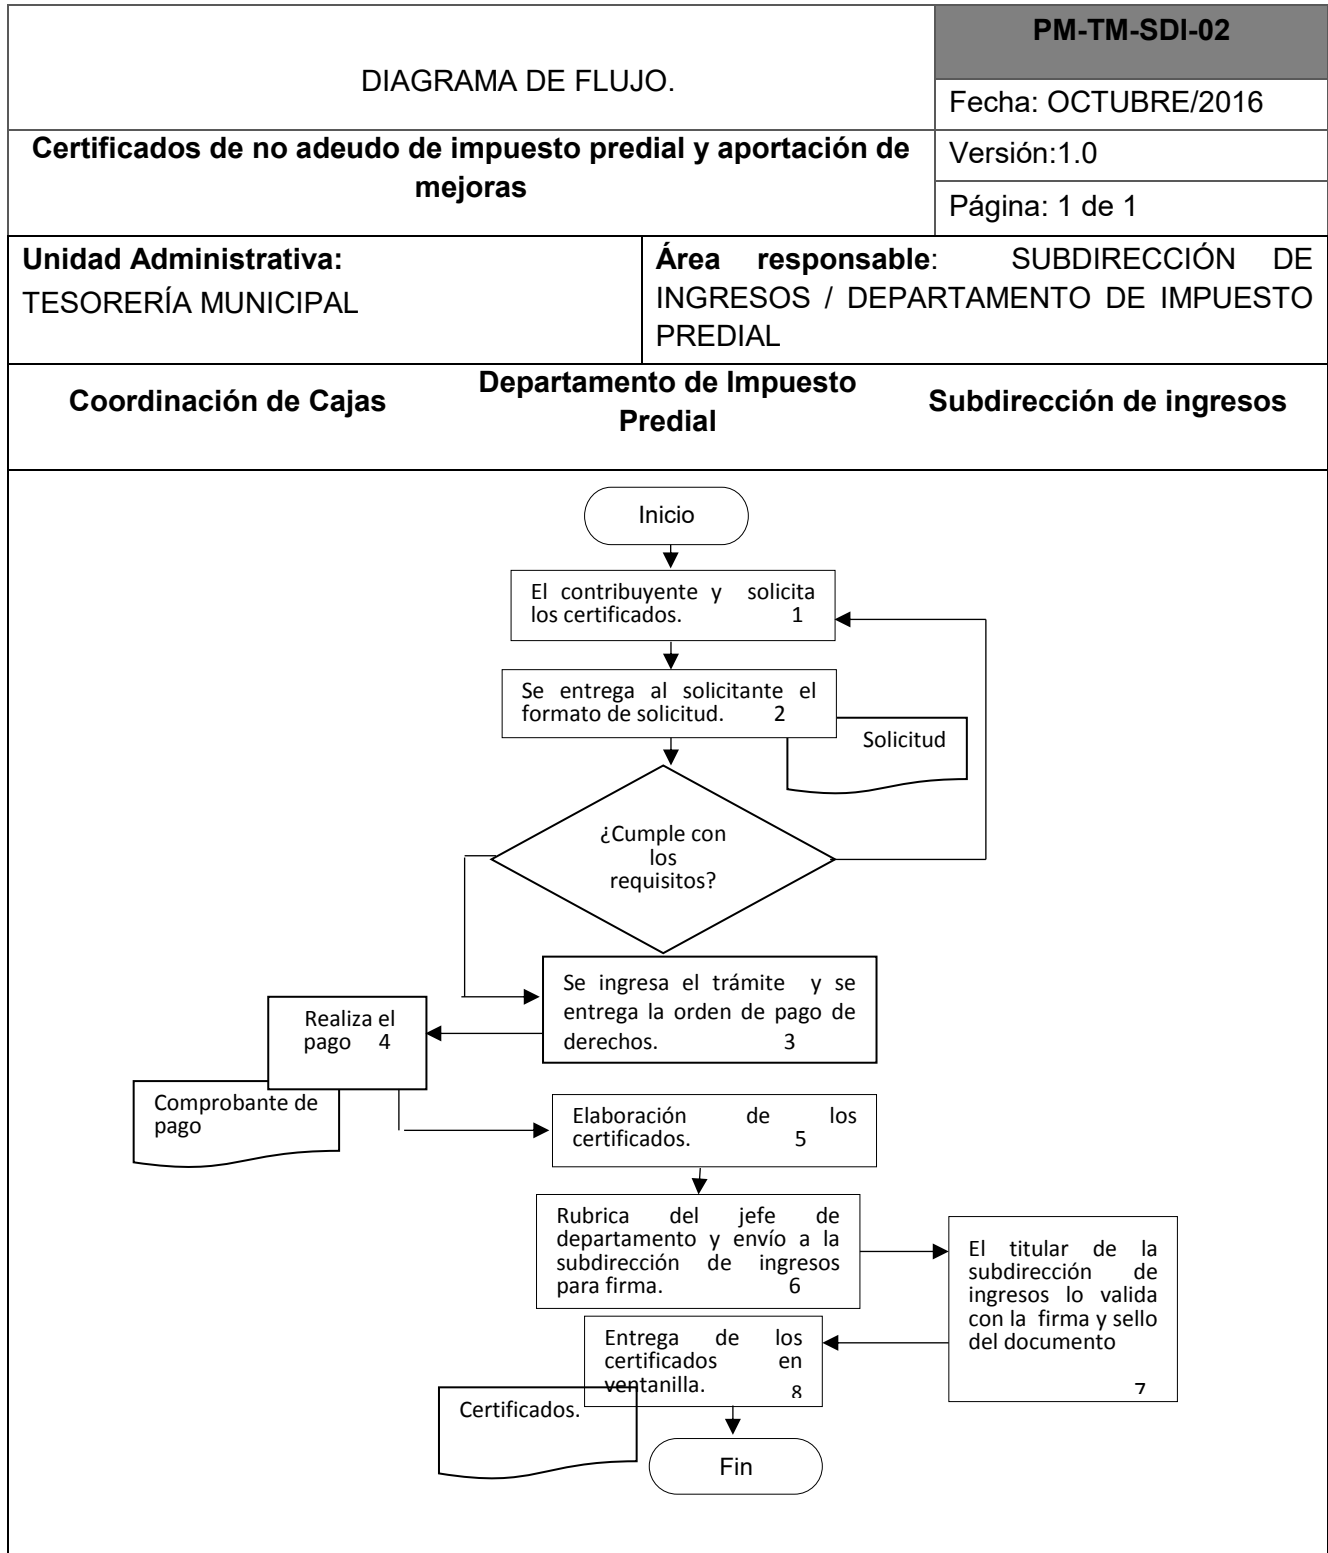 PM-TM-SDI-02
DIAGRAMA DE FLUJO.
Fecha: OCTUBRE/2016
Certificados de no adeudo de impuesto predial y aportación de
mejoras
Versión:1.0
Página: 1 de 1
Unidad Administrativa:
TESORERÍA MUNICIPAL
Área responsable: SUBDIRECCIÓN DE
INGRESOS / DEPARTAMENTO DE IMPUESTO
PREDIAL
Coordinación de Cajas
Departamento de Impuesto
Predial
Subdirección de ingresos
Inicio
El contribuyente y solicita
los certificados. 1
Se entrega al solicitante el
formato de solicitud. 2
Solicitud
¿Cumple con
los
requisitos?
Se ingresa el trámite y se
entrega la orden de pago de
derechos. 3
Realiza el
pago 4
Comprobante de
pago
Elaboración de los
certificados. 5
Rubrica del jefe de
departamento y envío a la
subdirección de ingresos
para firma. 6
El titular de la
subdirección de
ingresos lo valida
con la firma y sello
del documento
7
Entrega de los
certificados en
ventanilla. 8
Certificados.
Fin